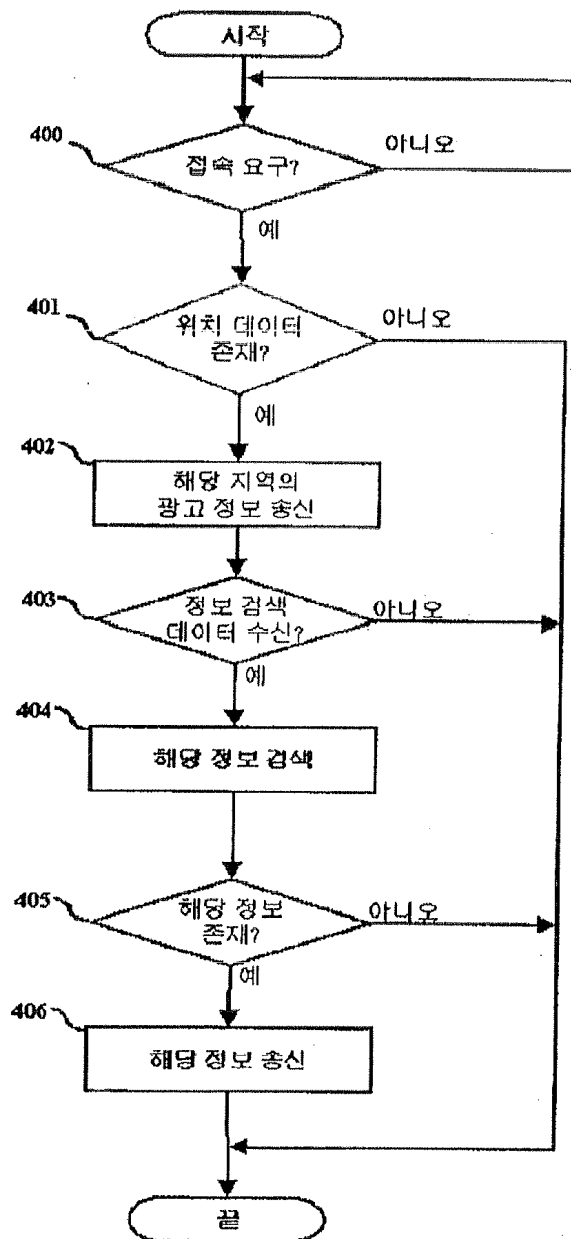 시작
400
접속 요구?
아니오
예
401
위치 데이터
존재?
아니오
예
402
해당 지역의
광고 정보 송신
403
정보 검색
데이터 수신?
아니오
예
404
해당 정보 검색
405
해당 정보
존재?
아니오
예
406
해당 정보 송신
끝